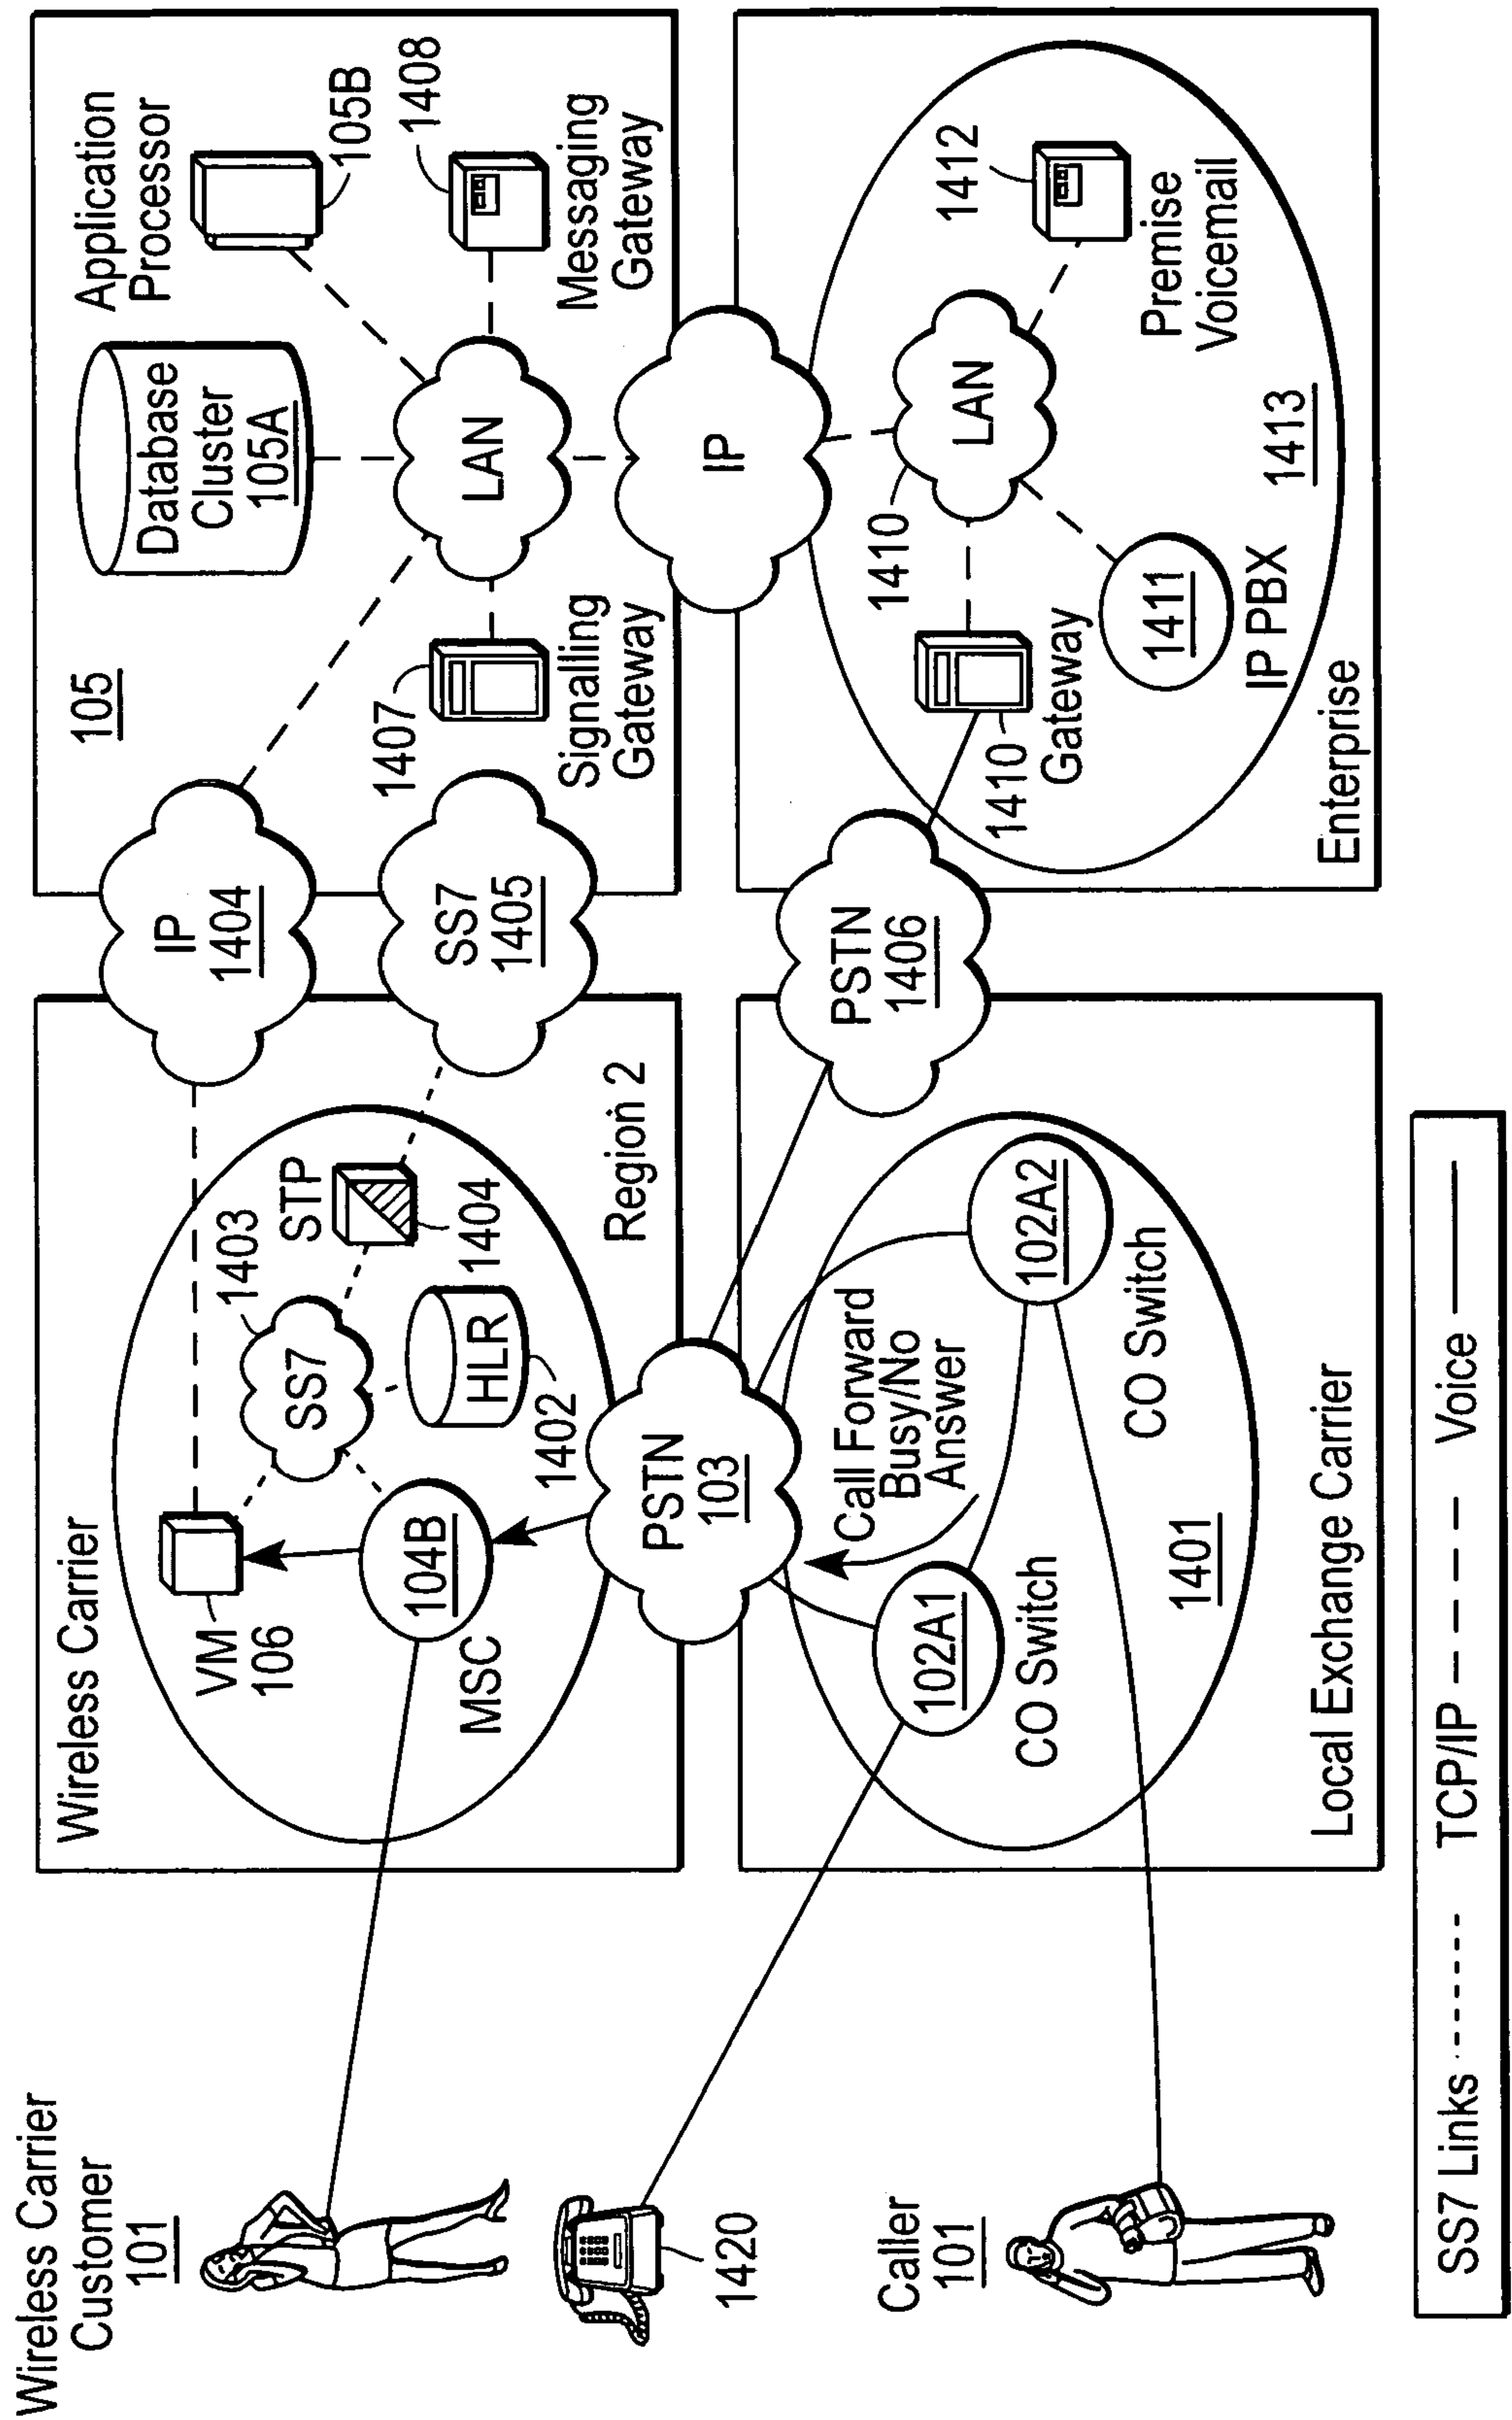 Wireless Carrier
Customer
101
1420
Caller
101
Wireless Carrier
VM
106
104B
MSC
SS7
1403
STP
1404
HLR
1402
Region 2
PSTN
103
Call Forward
Busy/No
Answer
102A1
CO Switch
102A2
CO Switch
1401
Local Exchange Carrier
IP
1404
SS7
1405
PSTN
1406
105
Database
Cluster
105A
Application
Processor
105B
1408
Messaging
Gateway
LAN
1407
Signalling
Gateway
IP
1410
LAN
1412
Premise
Voicemail
1410
Gateway
1411
IP PBX
1413
Enterprise
SS7 Links
TCP/IP
Voice